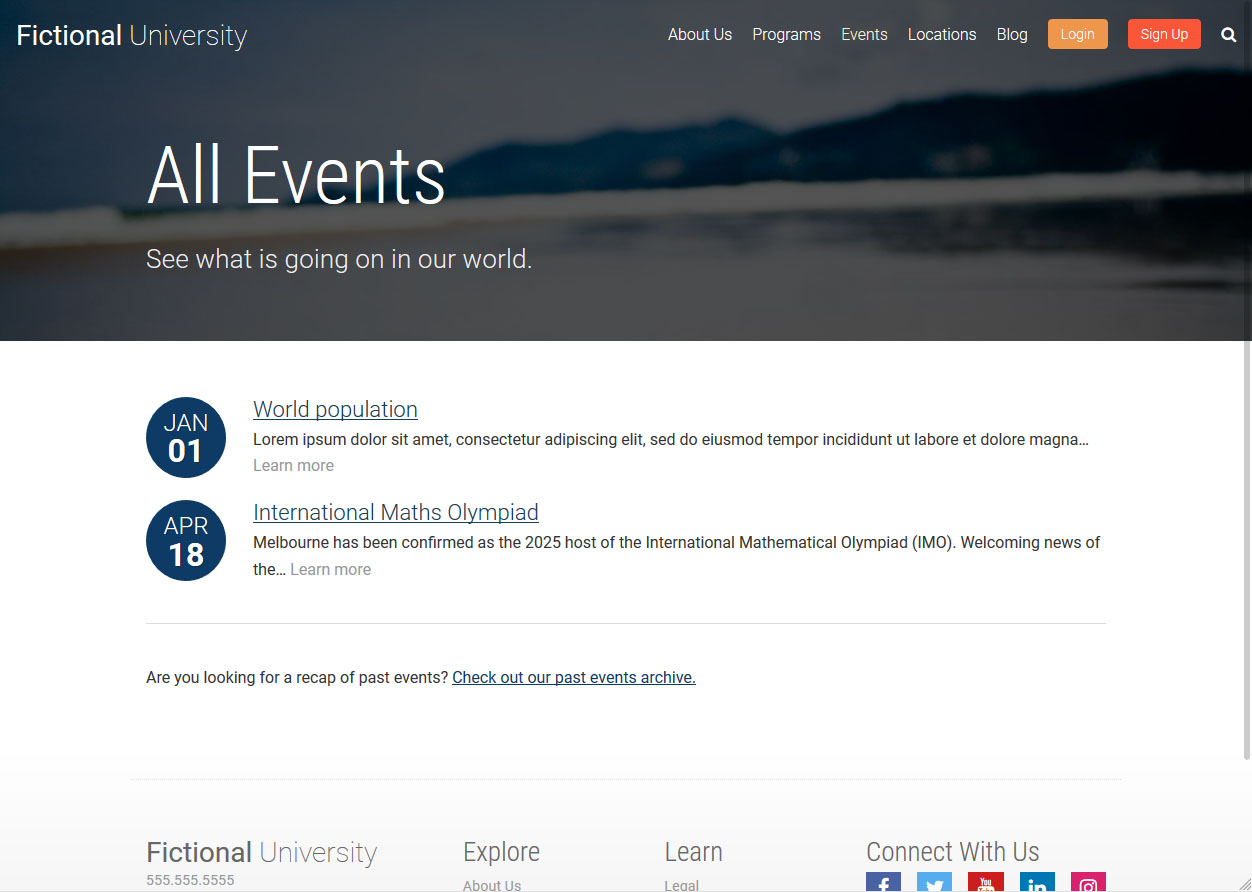 Fictional University
About Us Programs Events Locations Blog Login Sign Up
All Events
See what is going on in our world.
JAN
01
World population
Lorem ipsum dolor sit amet, consectetur adipiscing elit, sed do eiusmod tempor incididunt ut labore et dolore magna…
Learn more
APR
18
International Maths Olympiad
Melbourne has been confirmed as the 2025 host of the International Mathematical Olympiad (IMO). Welcoming news of
the… Learn more
Are you looking for a recap of past events? Check out our past events archive.
Fictional University
555.555.5555
Explore
About Us
Learn
Legal
Connect With Us
You
Tube
in